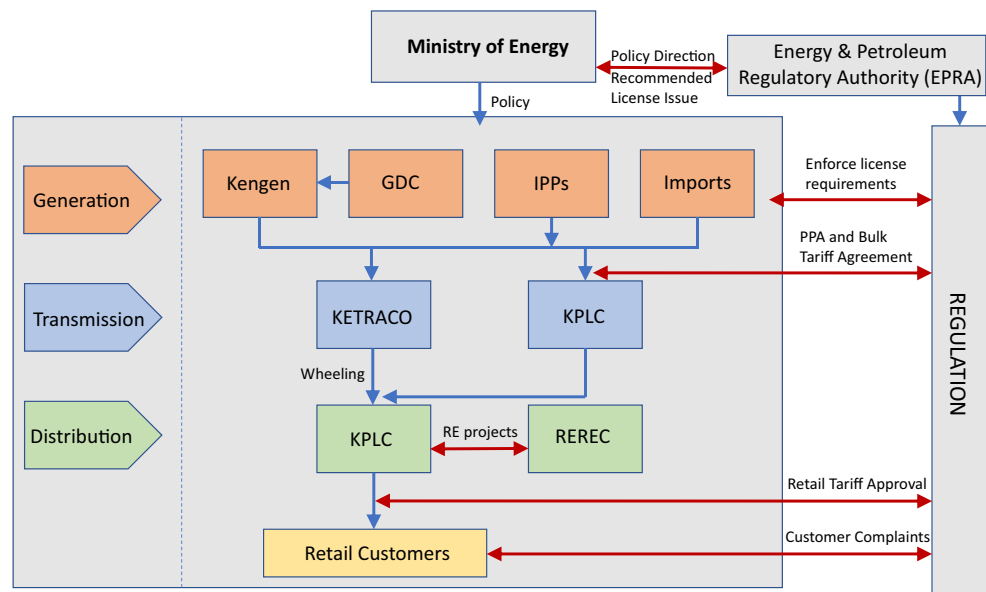 Ministry of Energy
Policy Direction
Recommended
License Issue
Energy & Petroleum
Regulatory Authority (EPRA)
Policy
Generation
Kengen
GDC
IPPs
Imports
Enforce license
requirements
PPA and Bulk
Tariff Agreement
Transmission
KETRACO
KPLC
REGULATION
Wheeling
Distribution
KPLC
RE projects
REREC
Retail Tariff Approval
Retail Customers
Customer Complaints